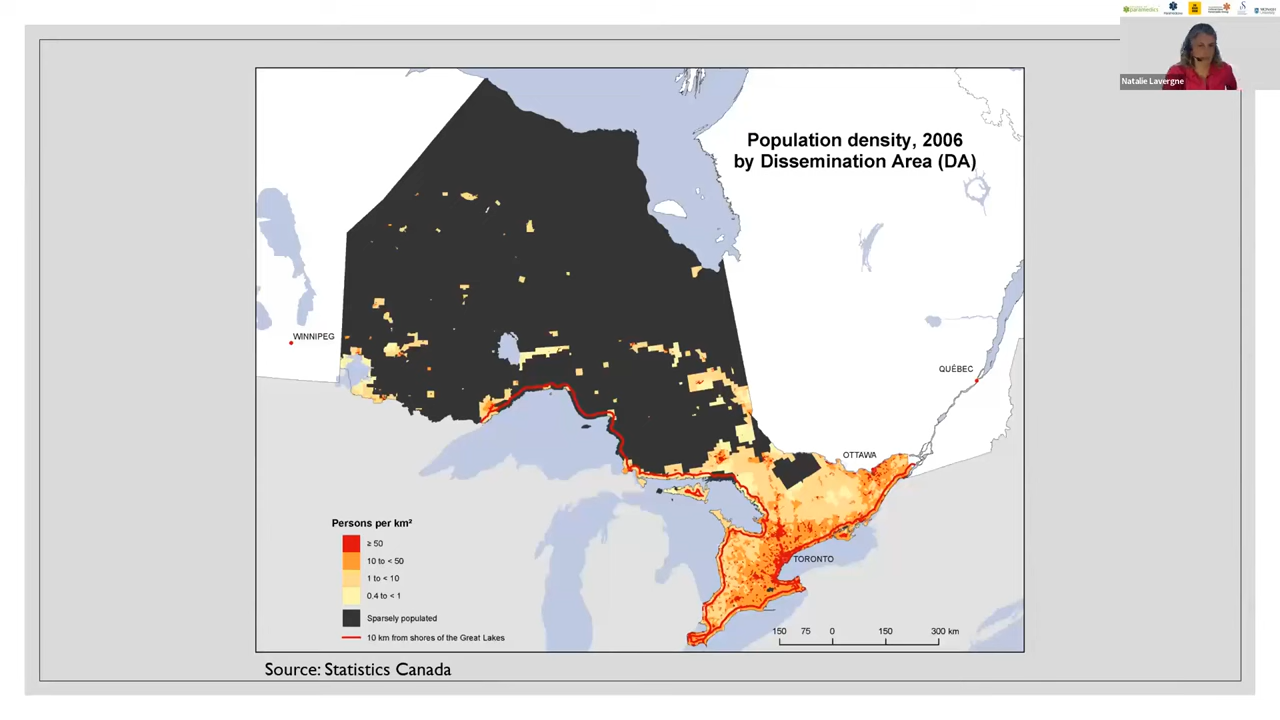 paramedics
Natalie Lavergne
Population density, 2006
by Dissemination Area (DA)
WINNIPEG
QUÉBEC
OTTAWA
TORONTO
Persons per km²
≥ 50
10 to < 50
1 to < 10
0.4 to < 1
Sparsely populated
10 km from shores of the Great Lakes
150 75 0 150 300 km
Source: Statistics Canada